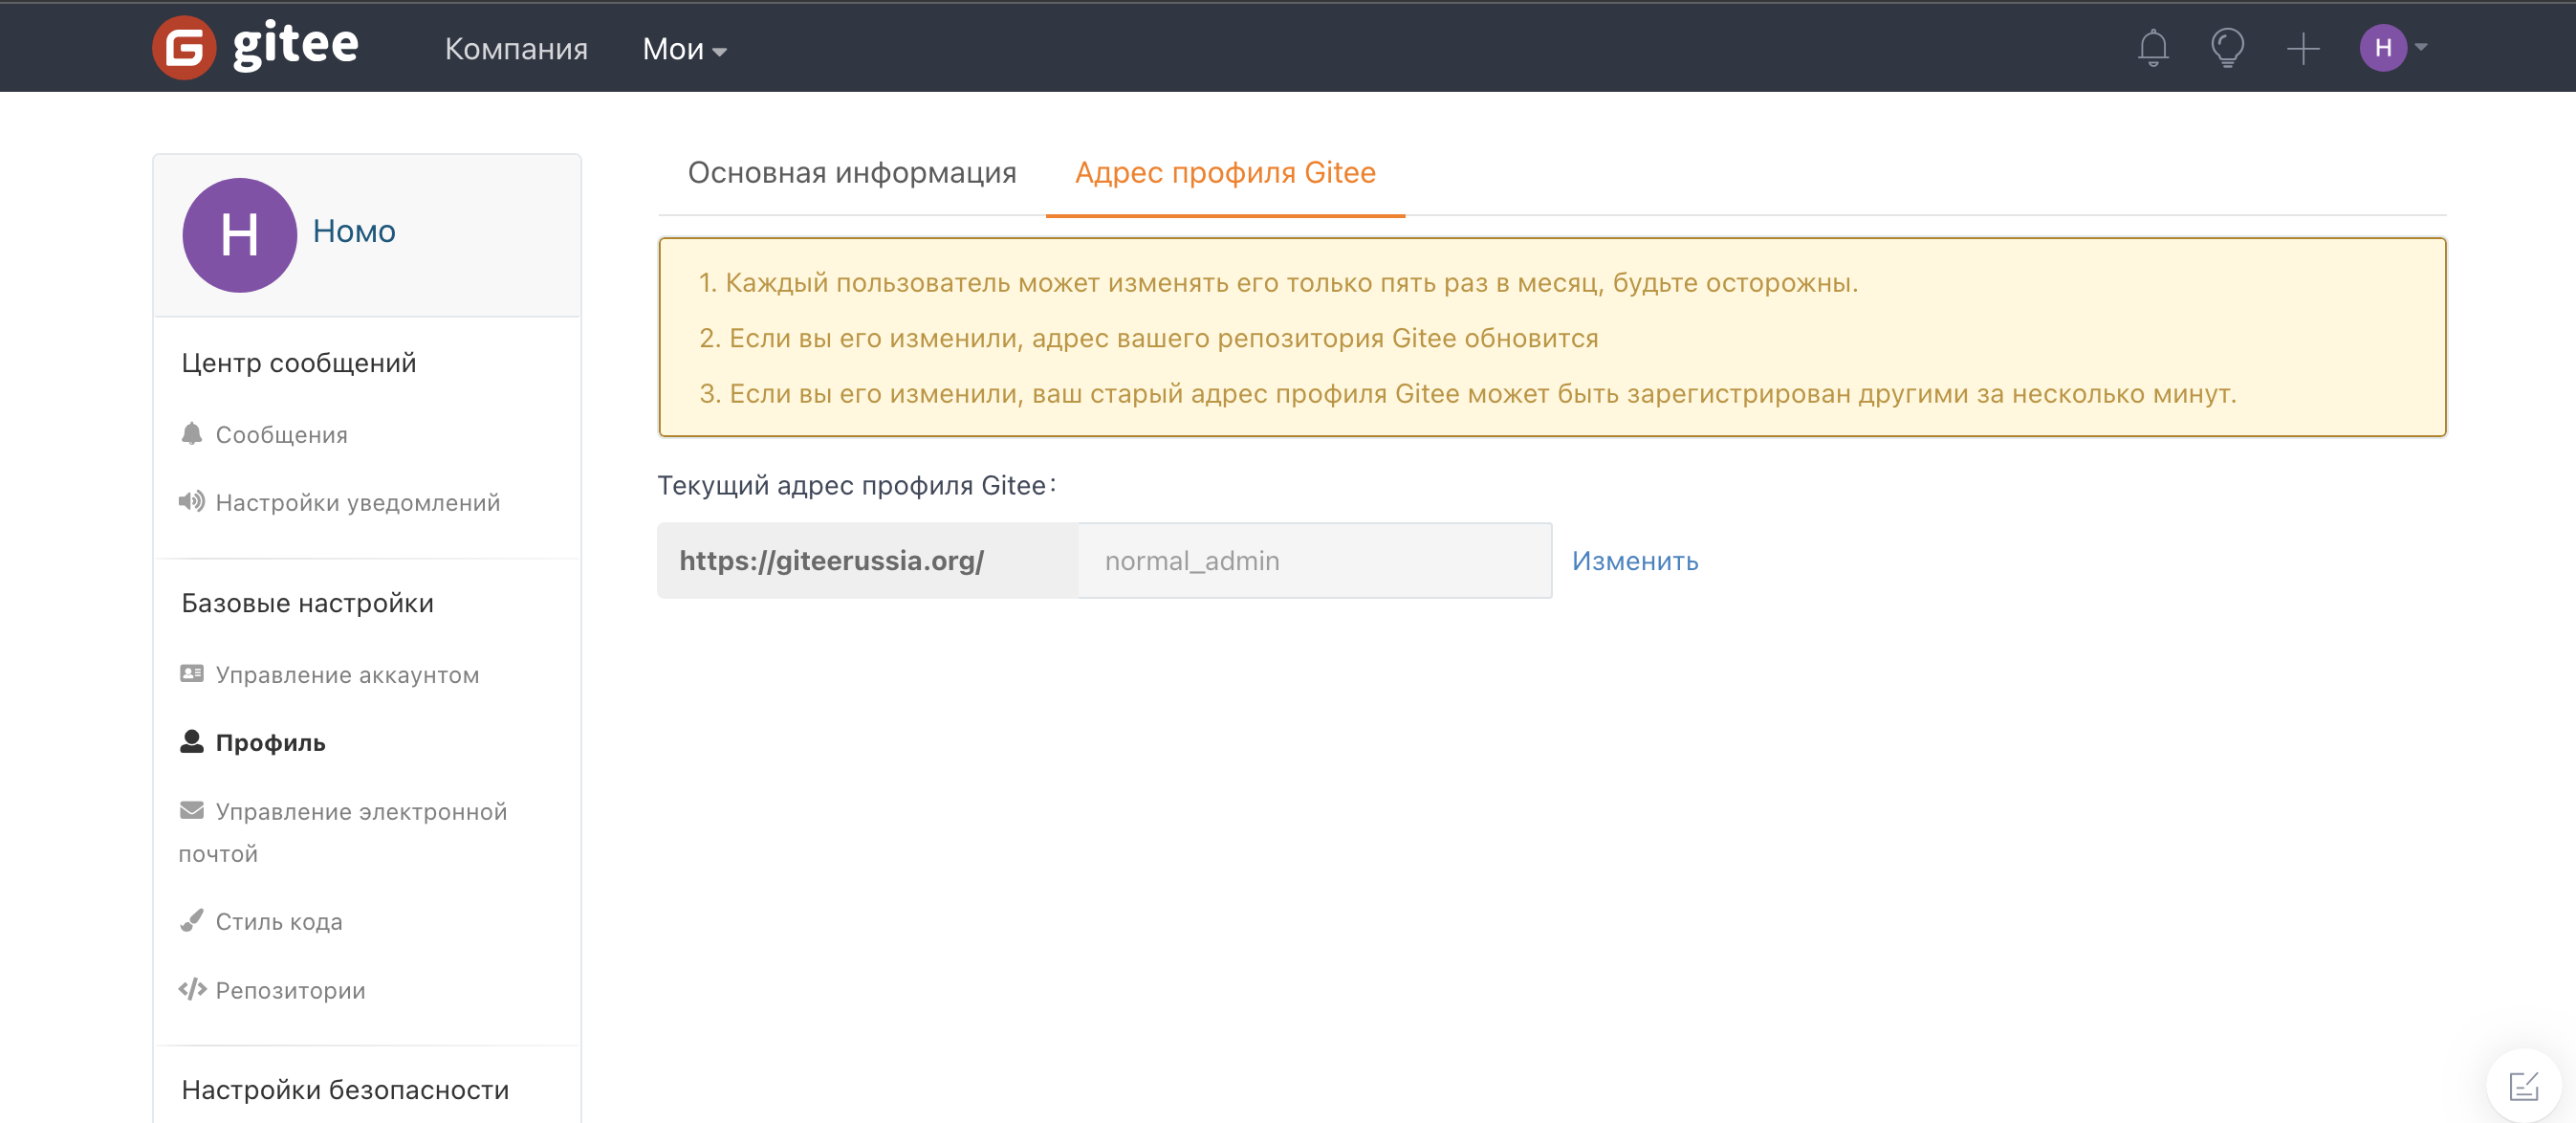 gitee
Компания
Мои
Н
Н
Номо
Центр сообщений
Сообщения
Настройки уведомлений
Базовые настройки
Управление аккаунтом
Профиль
Управление электронной
почтой
Стиль кода
Репозитории
Настройки безопасности
Основная информация
Адрес профиля Gitee
1. Каждый пользователь может изменять его только пять раз в месяц, будьте осторожны.
2. Если вы его изменили, адрес вашего репозитория Gitee обновится
3. Если вы его изменили, ваш старый адрес профиля Gitee может быть зарегистрирован другими за несколько минут.
Текущий адрес профиля Gitee:
https://giteerussia.org/ normal_admin Изменить